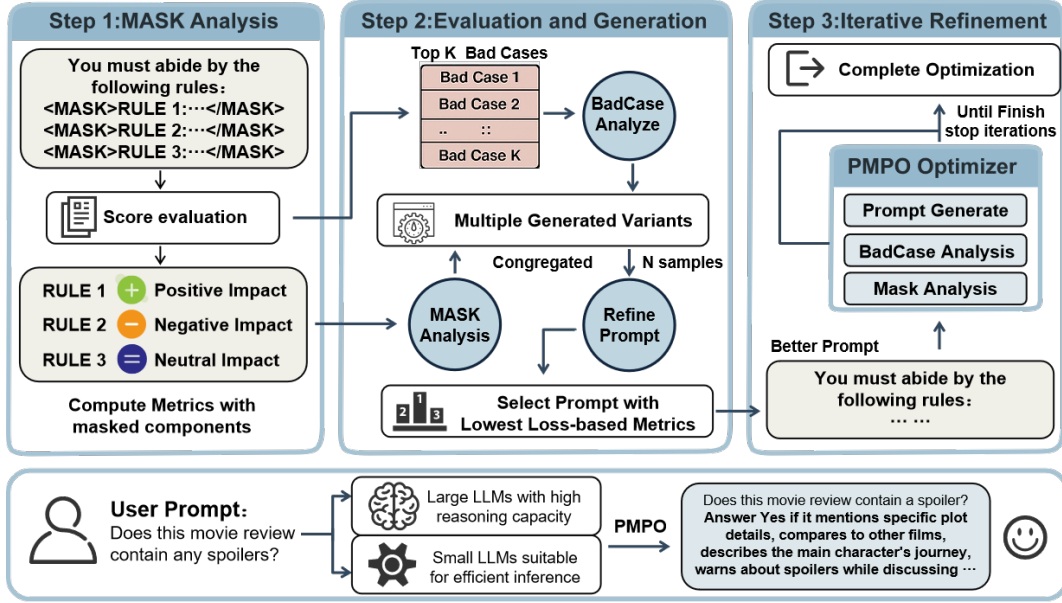 Step 1:MASK Analysis
You must abide by the
following rules:
<MASK>RULE 1:···</MASK>
<MASK>RULE 2:···</MASK>
<MASK>RULE 3:···</MASK>
Score evaluation
RULE 1 + Positive Impact
RULE 2 − Negative Impact
RULE 3 = Neutral Impact
Compute Metrics with
masked components
Step 2:Evaluation and Generation
Top K Bad Cases
Bad Case 1
Bad Case 2
.. ::
Bad Case K
BadCase
Analyze
Multiple Generated Variants
Congregated
N samples
MASK
Analysis
Refine
Prompt
1
2
3
Select Prompt with
Lowest Loss-based Metrics
Step 3:Iterative Refinement
Complete Optimization
Until Finish
stop iterations
PMPO Optimizer
Prompt Generate
BadCase Analysis
Mask Analysis
Better Prompt
You must abide by the
following rules:
··· ···
User Prompt:
Does this movie review
contain any spoilers?
Large LLMs with high
reasoning capacity
Small LLMs suitable
for efficient inference
PMPO
Does this movie review contain a spoiler?
Answer Yes if it mentions specific plot
details, compares to other films,
describes the main character's journey,
warns about spoilers while discussing ···